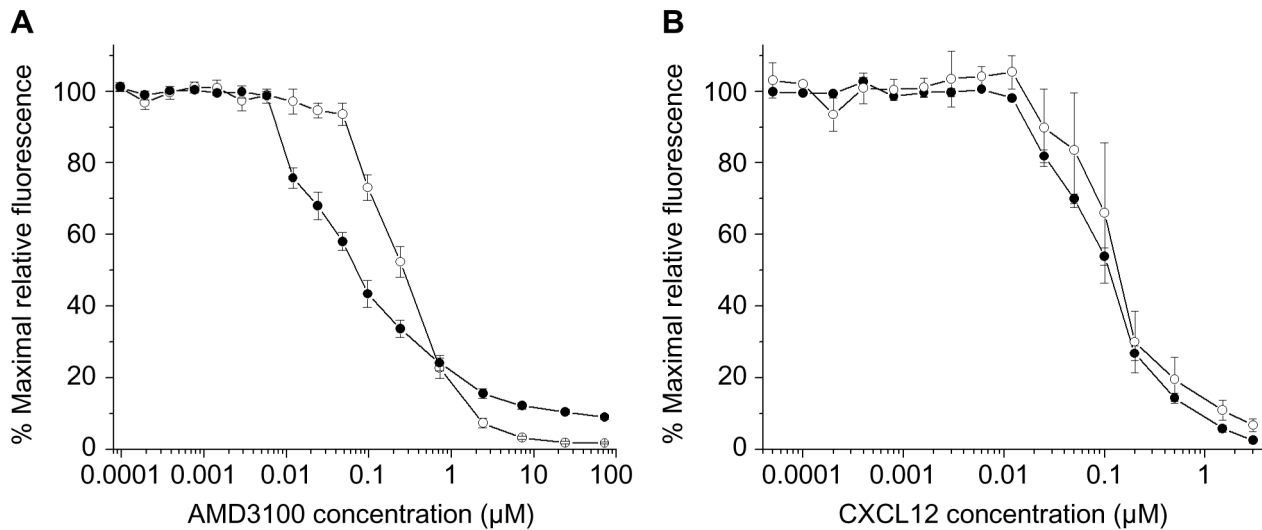 A
% Maximal relative fluorescence
100
80
60
40
20
0
0.0001 0.001 0.01 0.1 1 10 100
AMD3100 concentration (µM)
B
% Maximal relative fluorescence
100
80
60
40
20
0
0.0001 0.001 0.01 0.1 1
CXCL12 concentration (µM)